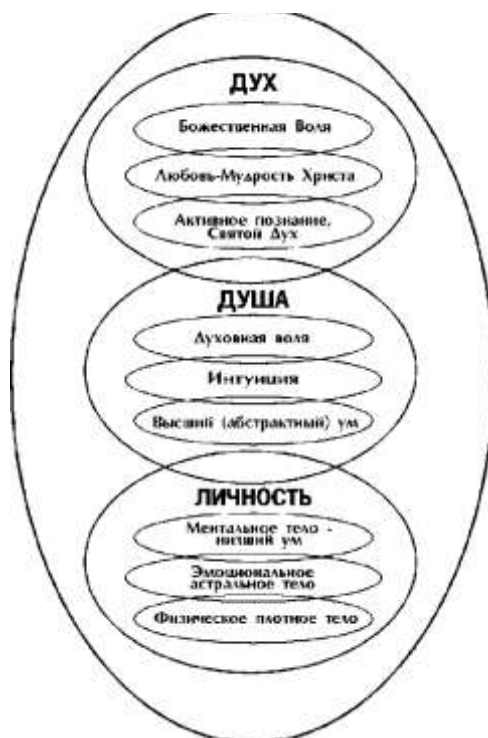 ДУХ
Божественная Воля
Любовь-Мудрость Христа
Активное познание,
Святой Дух
ДУША
Духовная воля
Интуиция
Высший (абстрактный) ум
ЛИЧНОСТЬ
Ментальное тело -
низший ум
Эмоциональное
астральное тело
Физическое плотное тело